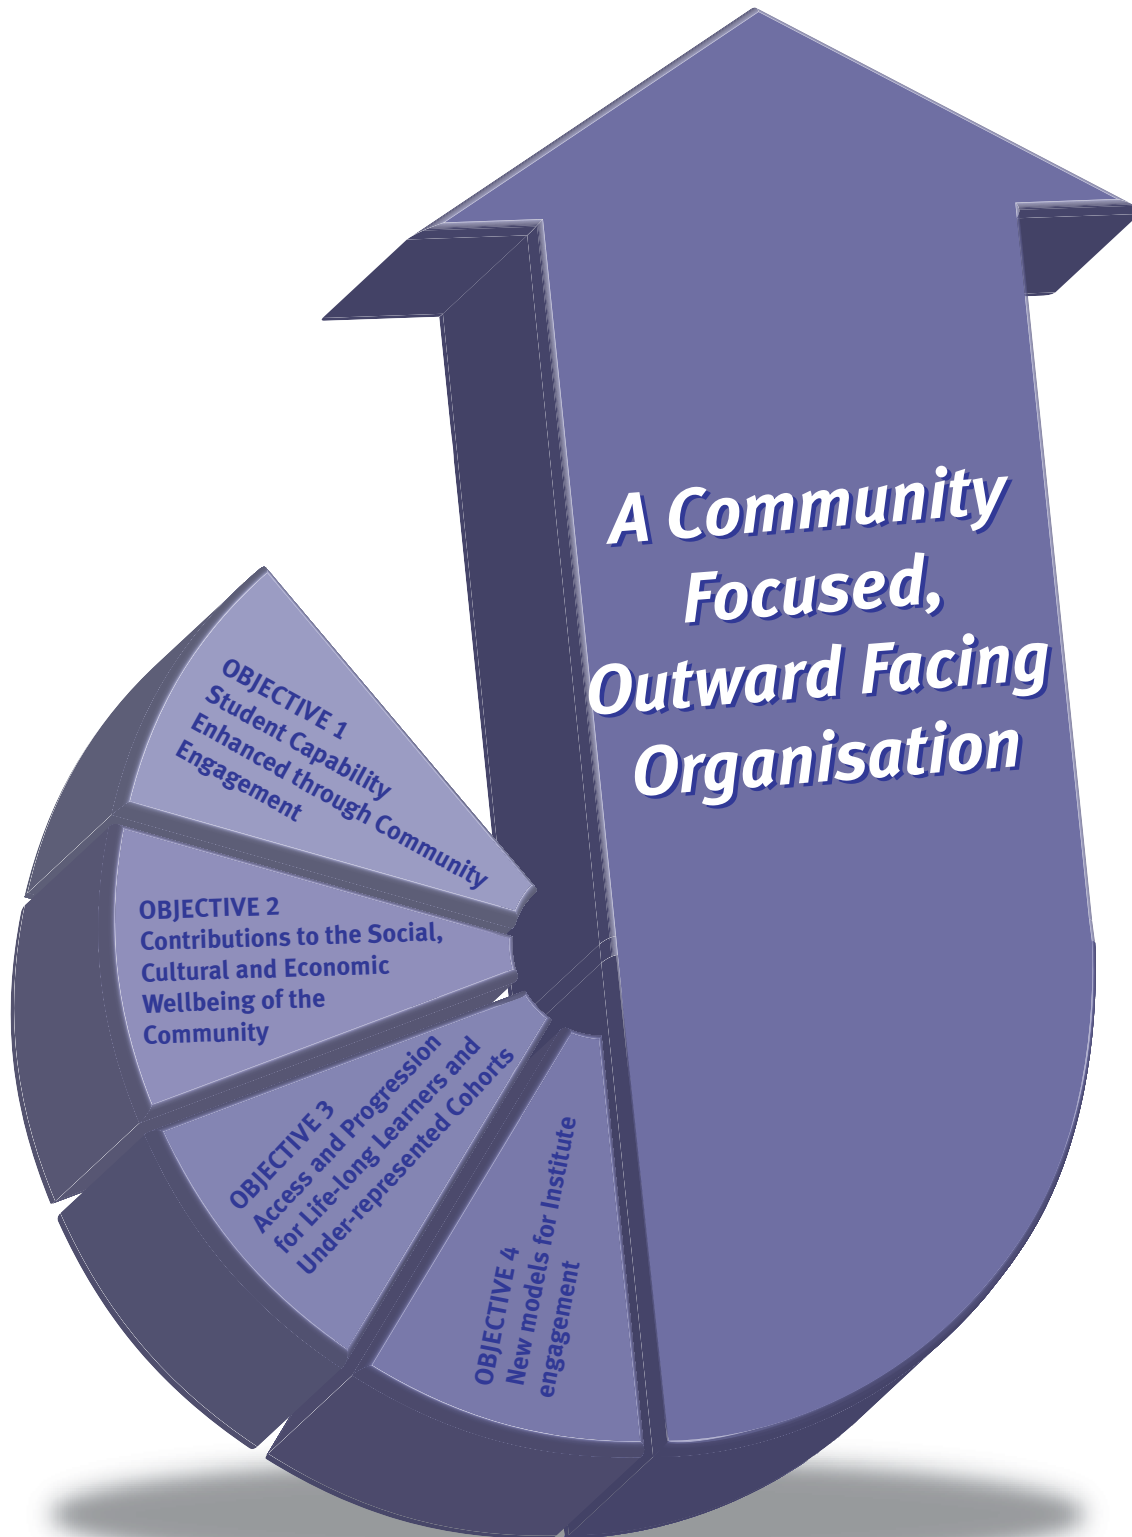 A Community
Focused,
Outward Facing
Organisation
OBJECTIVE 1
Student Capability
Enhanced through Community
Engagement
OBJECTIVE 2
Contributions to the Social,
Cultural and Economic
Wellbeing of the
Community
OBJECTIVE 3
Access and Progression
for Life-long Learners and
Under-represented Cohorts
OBJECTIVE 4
New models for Institute
engagement